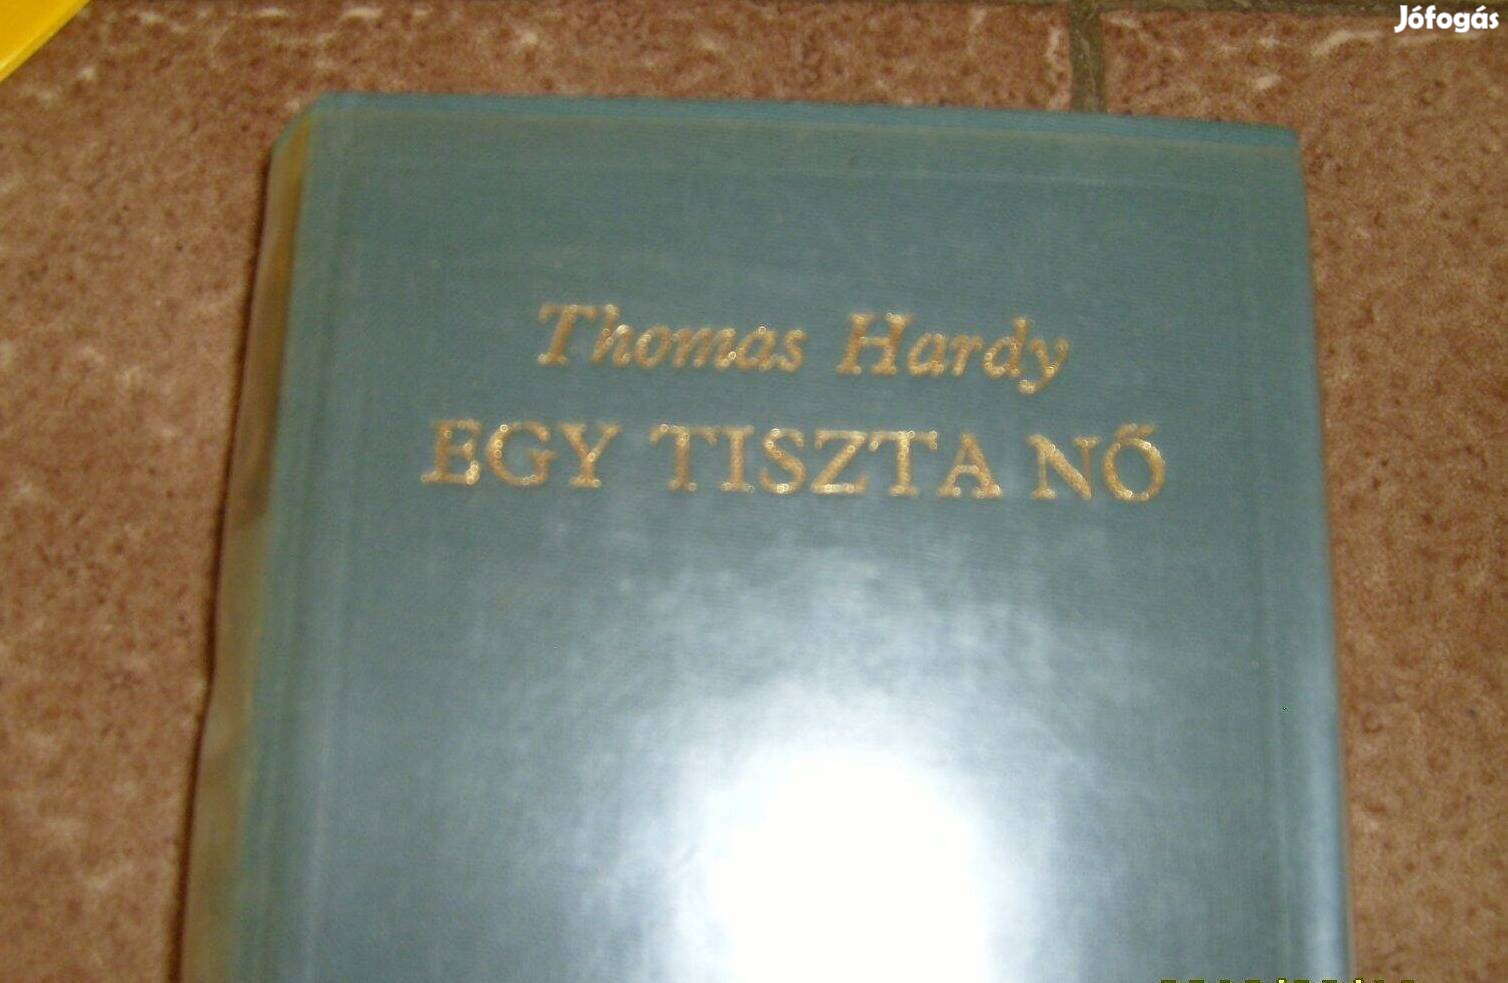 Jófogás
Thomas Hardy
EGY TISZTA NŐ